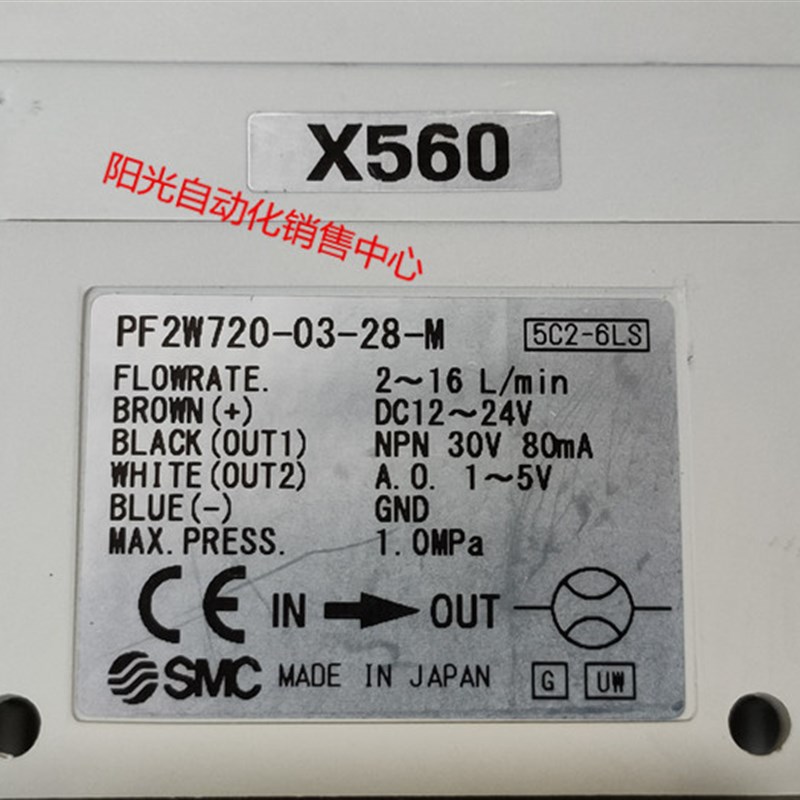 X560
阳光自动化销售中心
PF2W720-03-28-M 5C2-6LS
FLOWRATE. 2～16 L/min
BROWN(+) DC12～24V
BLACK(OUT1) NPN 30V 80mA
WHITE(OUT2) A.O. 1～5V
BLUE(-) GND
MAX.PRESS. 1.0MPa
CE IN OUT
SMC MADE IN JAPAN G UW